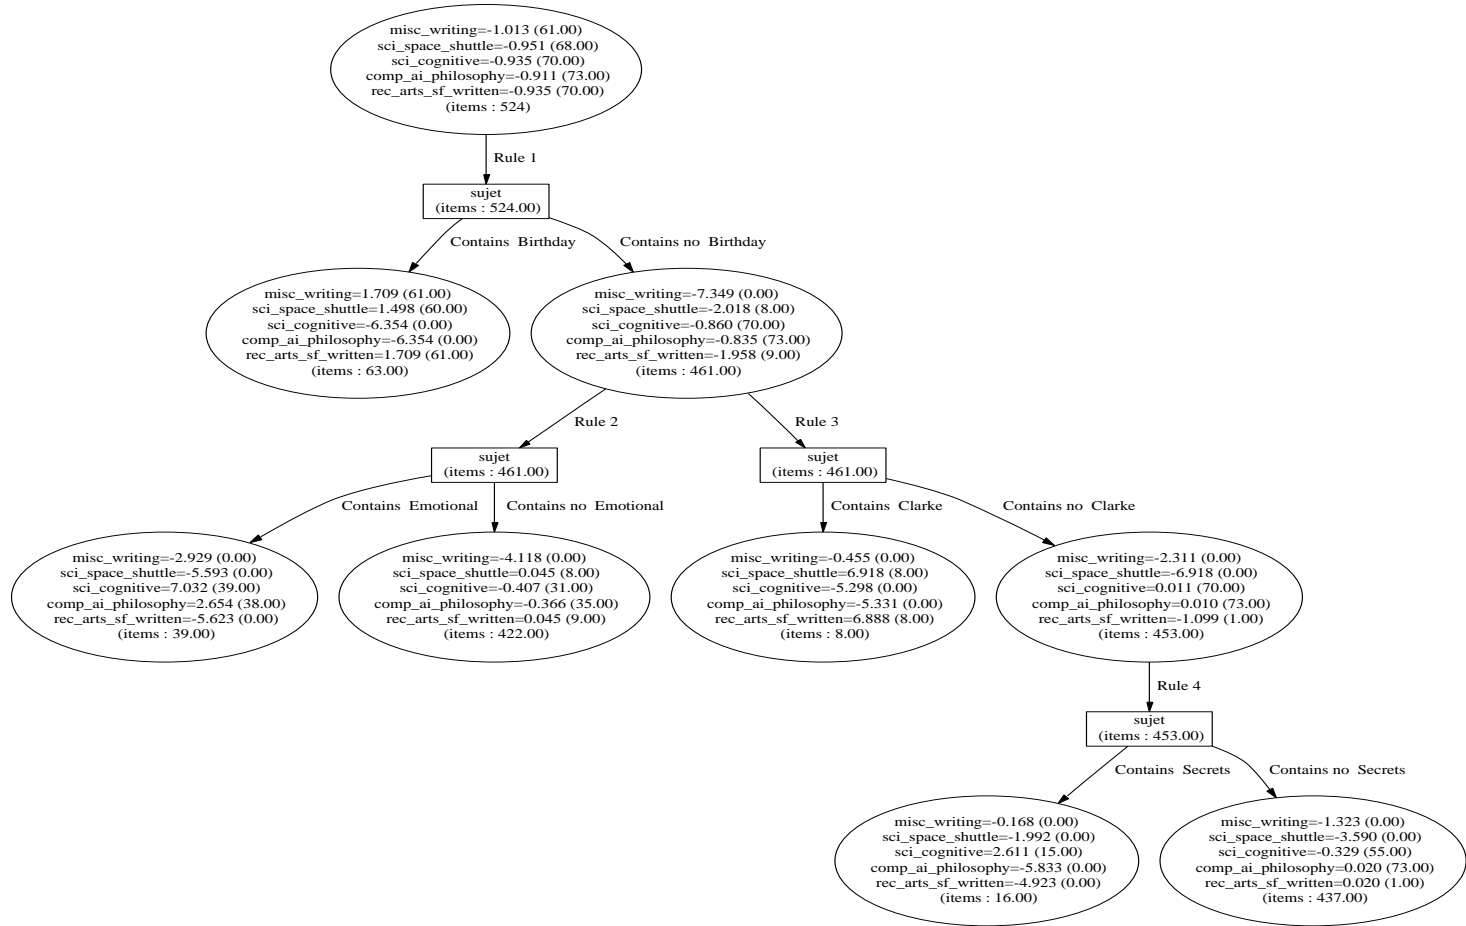 misc_writing=-1.013 (61.00)
sci_space_shuttle=-0.951 (68.00)
sci_cognitive=-0.935 (70.00)
comp_ai_philosophy=-0.911 (73.00)
rec_arts_sf_written=-0.935 (70.00)
(items : 524)
Rule 1
sujet
(items : 524.00)
Contains Birthday
Contains no Birthday
misc_writing=1.709 (61.00)
sci_space_shuttle=1.498 (60.00)
sci_cognitive=-6.354 (0.00)
comp_ai_philosophy=-6.354 (0.00)
rec_arts_sf_written=1.709 (61.00)
(items : 63.00)
misc_writing=-7.349 (0.00)
sci_space_shuttle=-2.018 (8.00)
sci_cognitive=-0.860 (70.00)
comp_ai_philosophy=-0.835 (73.00)
rec_arts_sf_written=-1.958 (9.00)
(items : 461.00)
Rule 2
Rule 3
sujet
(items : 461.00)
sujet
(items : 461.00)
Contains Emotional
Contains no Emotional
Contains Clarke
Contains no Clarke
misc_writing=-2.929 (0.00)
sci_space_shuttle=-5.593 (0.00)
sci_cognitive=7.032 (39.00)
comp_ai_philosophy=2.654 (38.00)
rec_arts_sf_written=-5.623 (0.00)
(items : 39.00)
misc_writing=-4.118 (0.00)
sci_space_shuttle=0.045 (8.00)
sci_cognitive=-0.407 (31.00)
comp_ai_philosophy=-0.366 (35.00)
rec_arts_sf_written=0.045 (9.00)
(items : 422.00)
misc_writing=-0.455 (0.00)
sci_space_shuttle=6.918 (8.00)
sci_cognitive=-5.298 (0.00)
comp_ai_philosophy=-5.331 (0.00)
rec_arts_sf_written=6.888 (8.00)
(items : 8.00)
misc_writing=-2.311 (0.00)
sci_space_shuttle=-6.918 (0.00)
sci_cognitive=0.011 (70.00)
comp_ai_philosophy=0.010 (73.00)
rec_arts_sf_written=-1.099 (1.00)
(items : 453.00)
Rule 4
sujet
(items : 453.00)
Contains Secrets
Contains no Secrets
misc_writing=-0.168 (0.00)
sci_space_shuttle=-1.992 (0.00)
sci_cognitive=2.611 (15.00)
comp_ai_philosophy=-5.833 (0.00)
rec_arts_sf_written=-4.923 (0.00)
(items : 16.00)
misc_writing=-1.323 (0.00)
sci_space_shuttle=-3.590 (0.00)
sci_cognitive=-0.329 (55.00)
comp_ai_philosophy=0.020 (73.00)
rec_arts_sf_written=0.020 (1.00)
(items : 437.00)